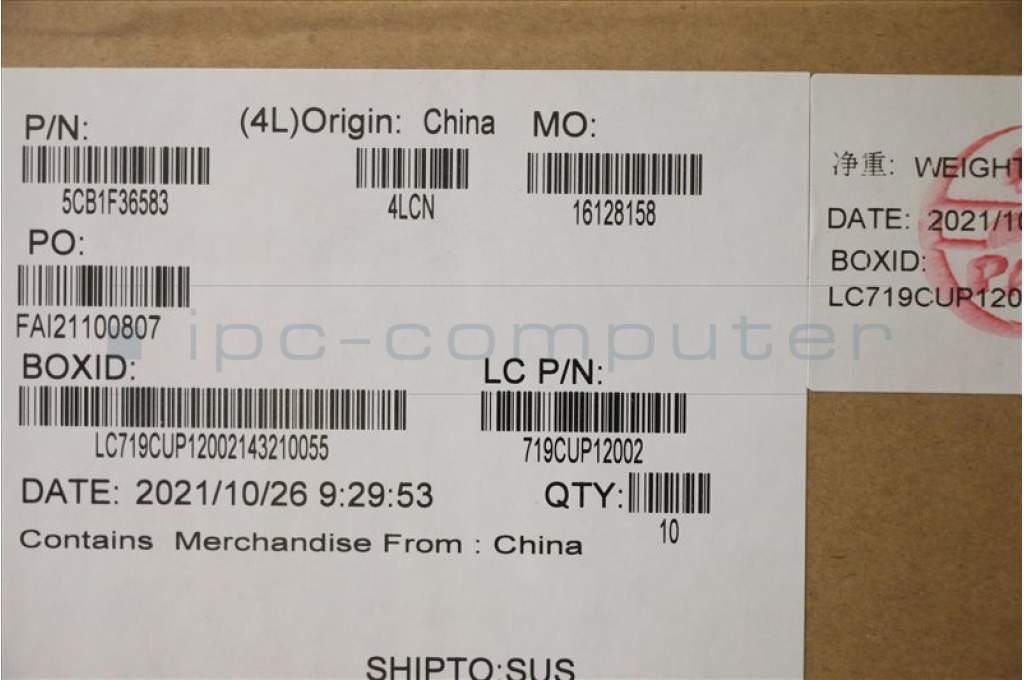 P/N: (4L)Origin: China MO:
5CB1F36583 4LCN 16128158
PO:
FAI21100807
BOXID: LC P/N:
LC719CUP12002143210055 719CUP12002
DATE: 2021/10/26 9:29:53 QTY:
10
Contains Merchandise From : China
SHIPTO:SUS
净重: WEIGHT
DATE: 2021/10
BOXID:
LC719CUP120
ipc-computer